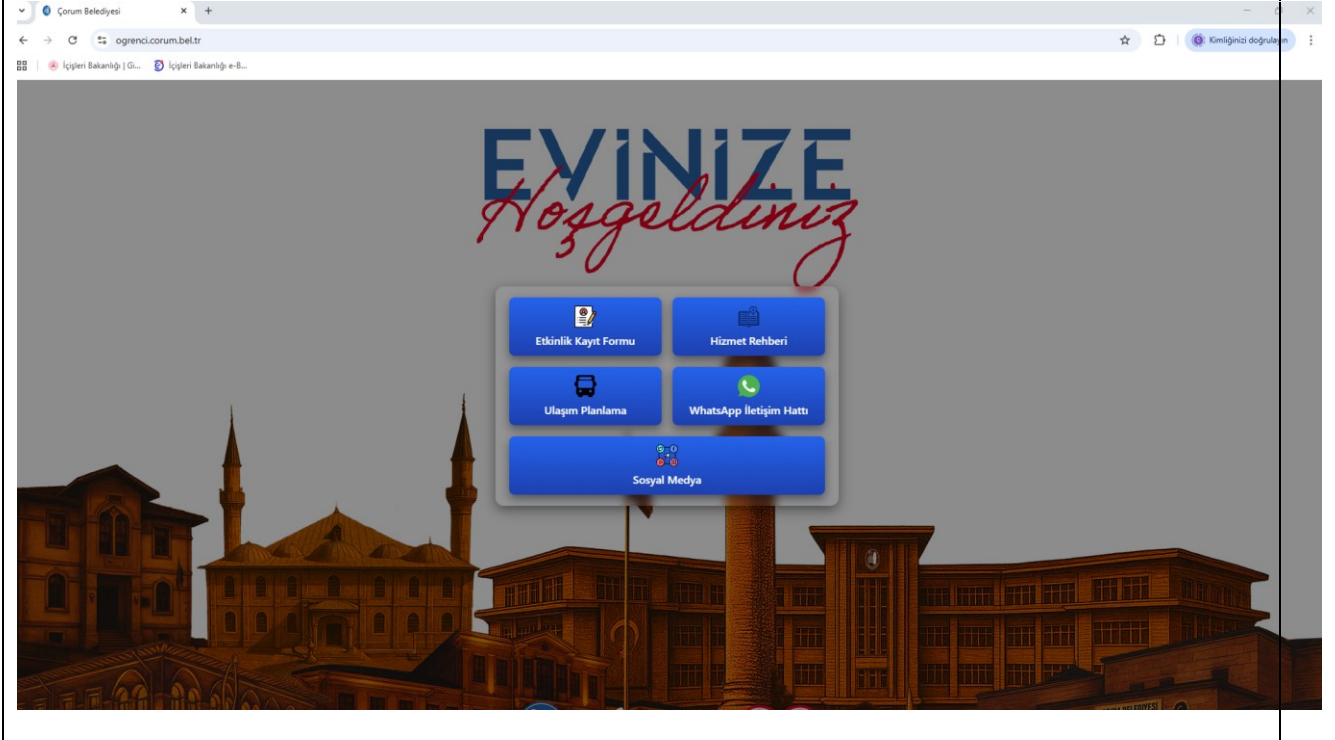 Çorum Belediyesi
ogrenci.corum.bel.tr
Kimliğinizi doğrulayın
İçişleri Bakanlığı | Gi...
İçişleri Bakanlığı e-B...
EVİNİZE
Hoşgeldiniz
Etkinlik Kayıt Formu
Hizmet Rehberi
Ulaşım Planlama
WhatsApp İletişim Hattı
Sosyal Medya